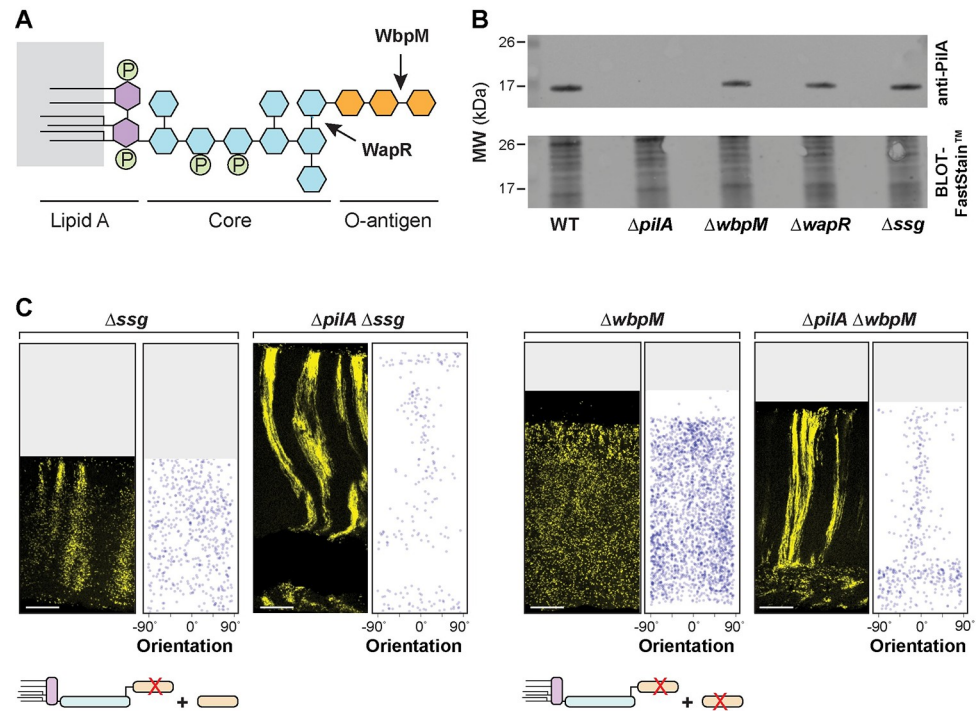 A
WbpM
P
WapR
P
P
P
Lipid A
Core
O-antigen
B
MW (kDa)
26
17
anti-PilA
26
17
BLOT-
FastStain™
WT
ΔpilA
ΔwbpM
ΔwapR
Δssg
C
Δssg
ΔpilA Δssg
ΔwbpM
ΔpilA ΔwbpM
-90˚ 0˚ 90˚
-90˚ 0˚ 90˚
-90˚ 0˚ 90˚
-90˚ 0˚ 90˚
Orientation
Orientation
Orientation
Orientation
X
+
X
+
X